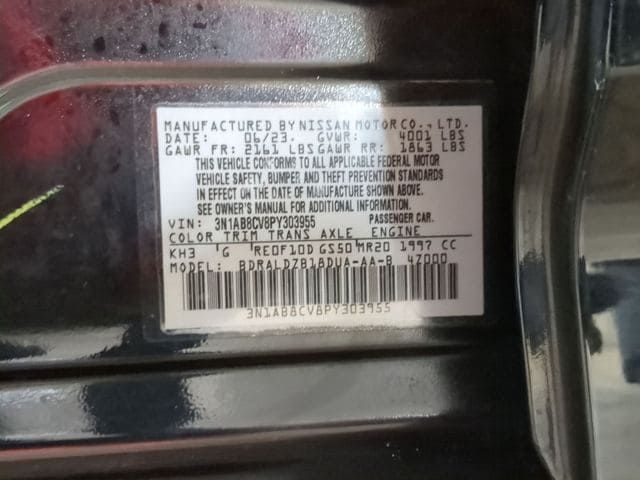 MANUFACTURED BY NISSAN MOTOR CO., LTD.
DATE: 06/23. GVWR: 4001 LBS
GAWR FR: 2161 LBS GAWR RR: 1863 LBS
THIS VEHICLE CONFORMS TO ALL APPLICABLE FEDERAL MOTOR
VEHICLE SAFETY, BUMPER AND THEFT PREVENTION STANDARDS
IN EFFECT ON THE DATE OF MANUFACTURE SHOWN ABOVE.
SEE OWNER'S MANUAL FOR ADDITIONAL INFORMATION.
VIN: 3N1AB8CV8PY303955 PASSENGER CAR.
COLOR TRIM TRANS AXLE ENGINE
KH3 'G RE0F10D GS50 MR20 1997 CC
MODEL: BDRALDZB18DUA-AA-B 47000
3N1AB8CV8PY303955